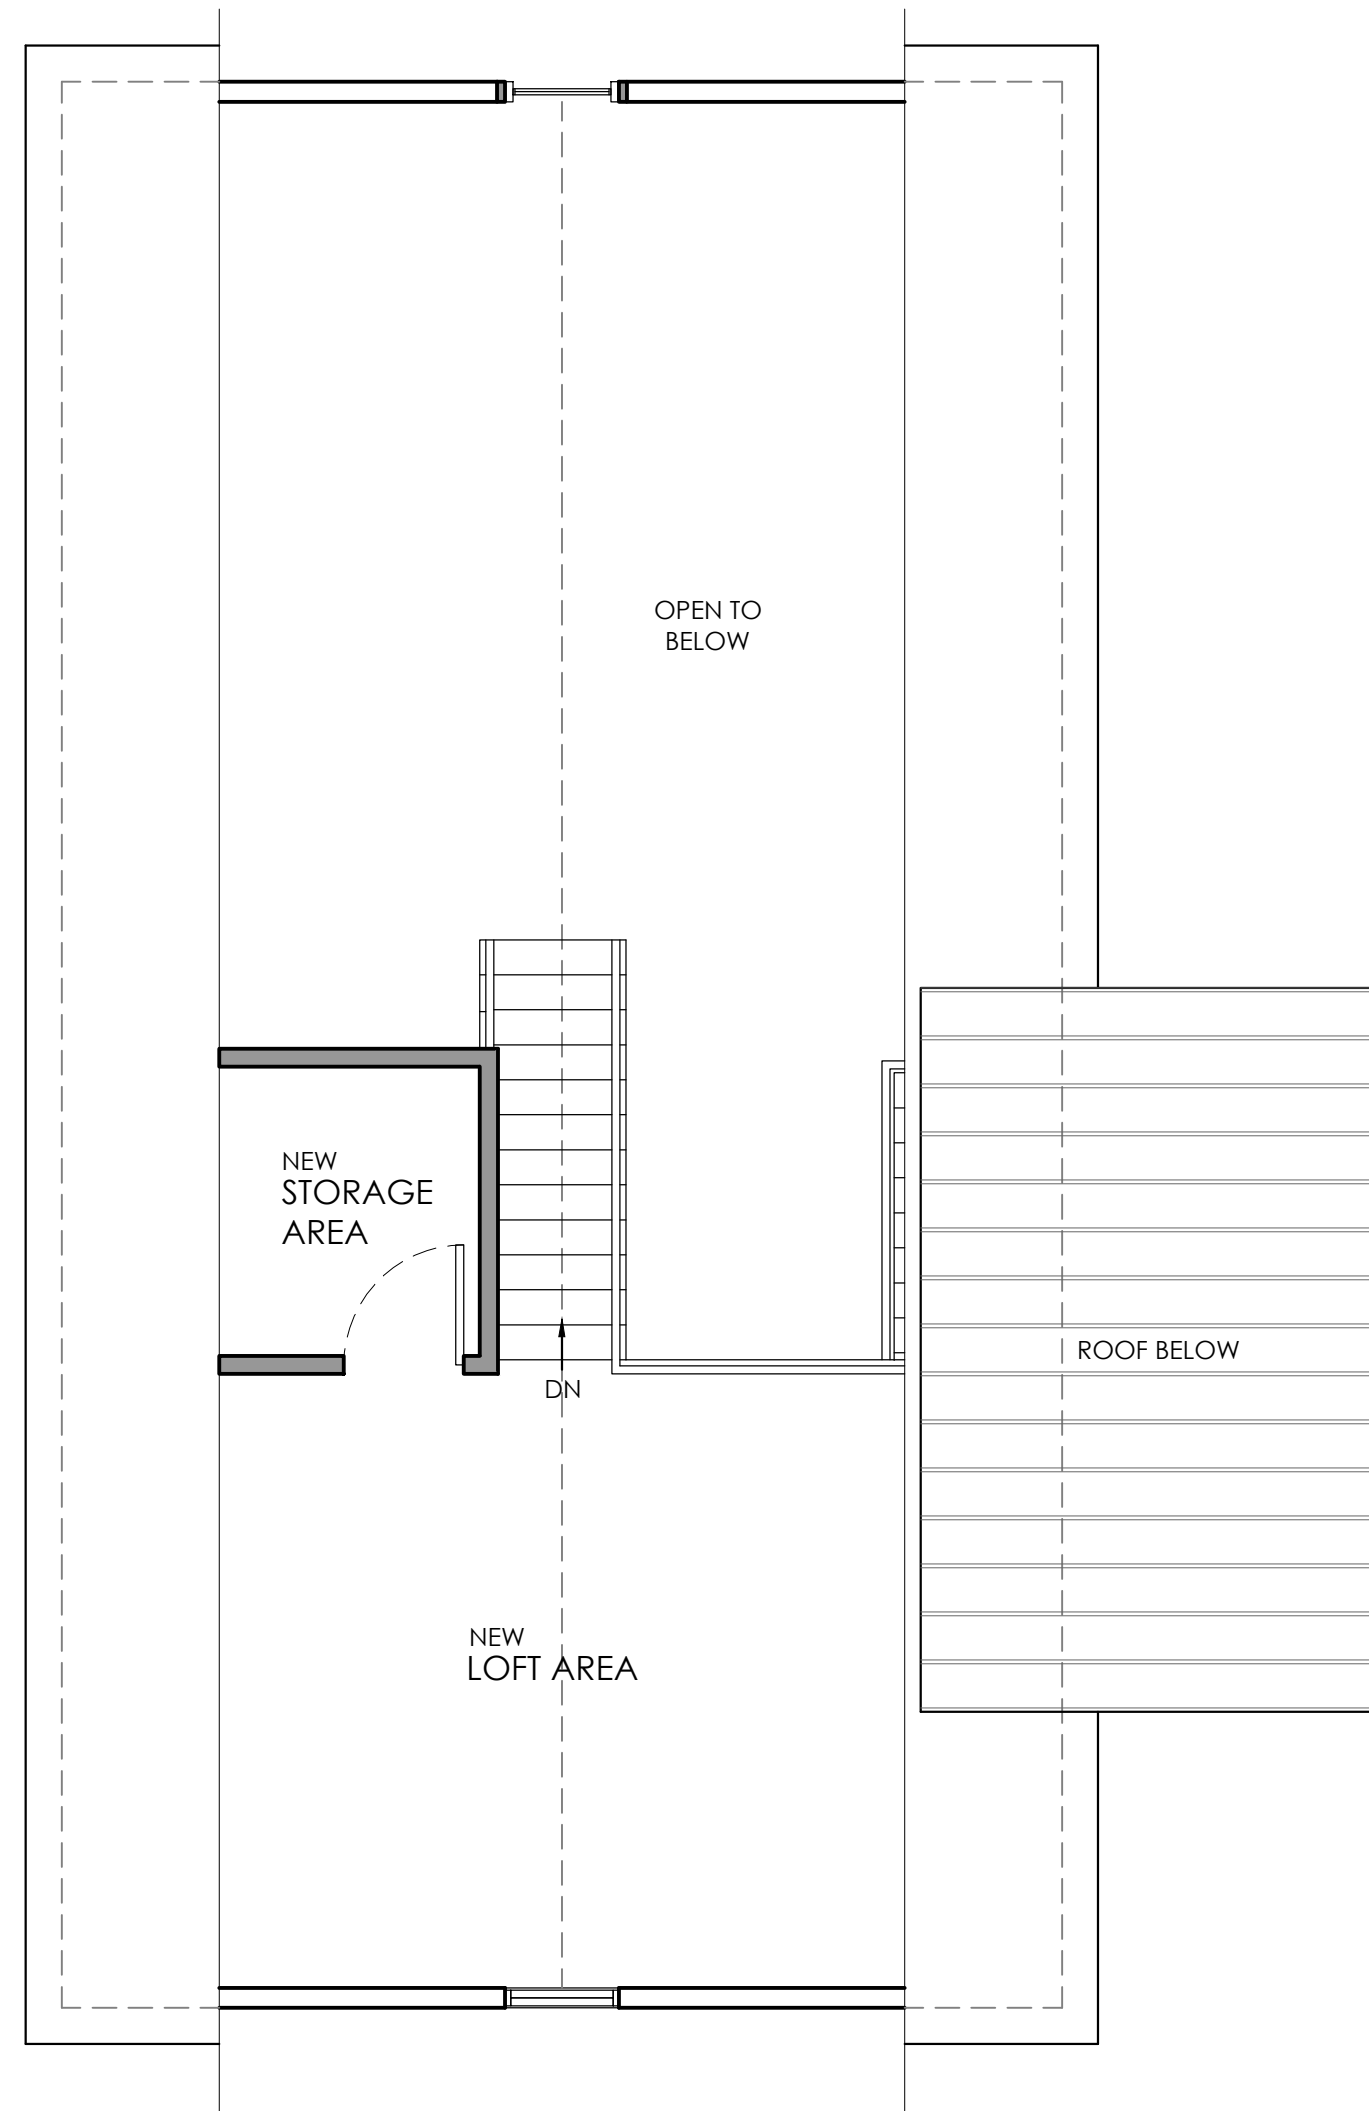 OPEN TO
BELOW
NEW
STORAGE
AREA
ROOF BELOW
DN
NEW
LOFT AREA